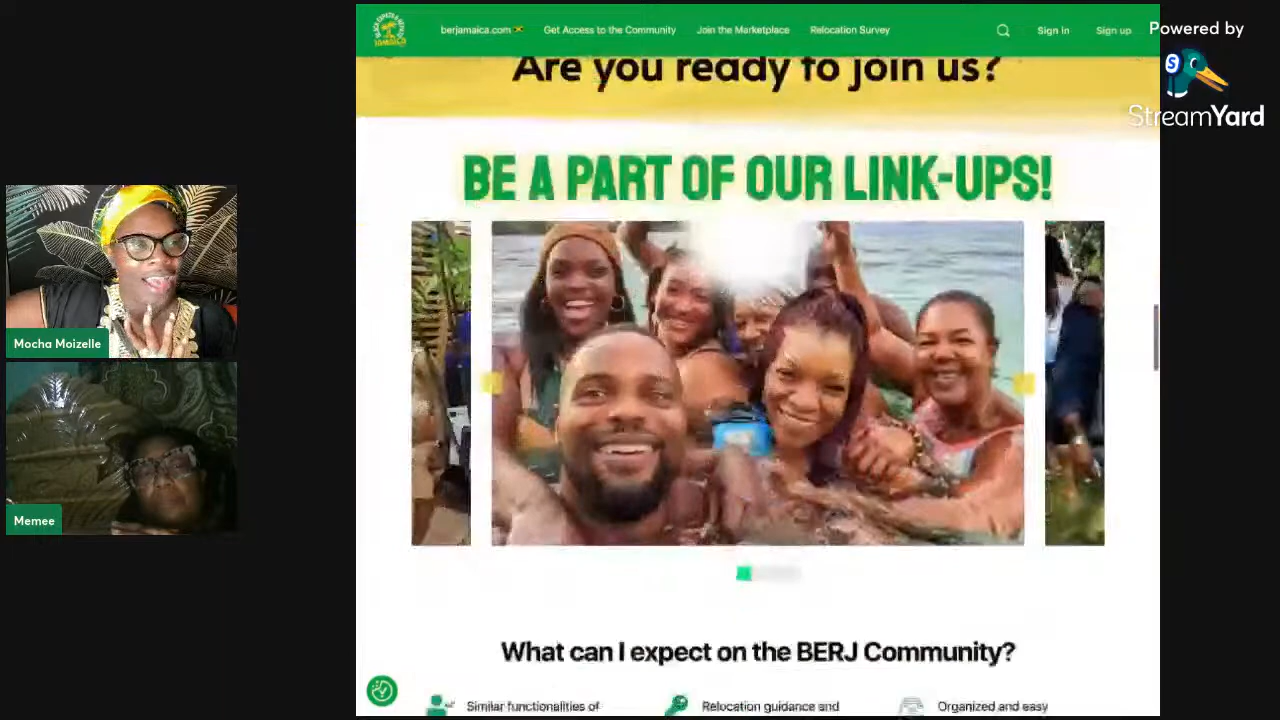 berjamaica.com
Get Access to the Community
Join the Marketplace
Relocation Survey
Sign in
Sign up
Powered by
StreamYard
Are you ready to join us?
BE A PART OF OUR LINK-UPS!
Mocha Moizelle
Memee
What can I expect on the BERJ Community?
Similar functionalities of
Relocation guidance and
Organized and easy